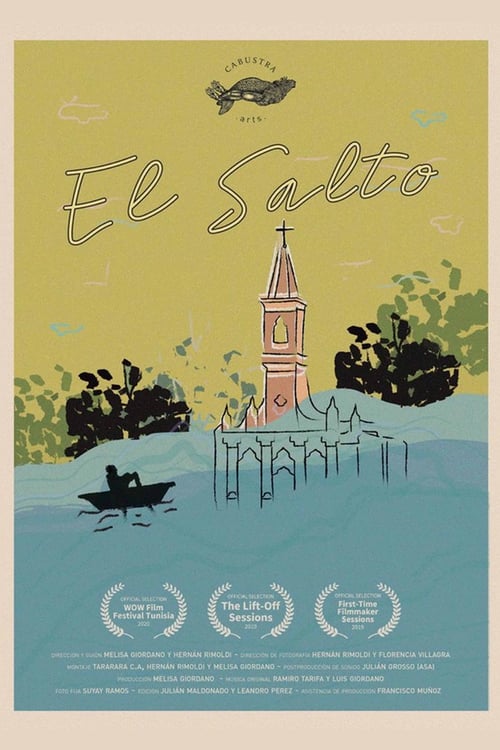 CABUSTRA
· arts ·
El Salto
OFFICIAL SELECTION
WOW Film
Festival Tunisia
2020
OFFICIAL SELECTION
The Lift-Off
Sessions
2019
OFFICIAL SELECTION
First-Time
Filmmaker
Sessions
2019
DIRECCION Y GUIÓN MELISA GIORDANO Y HERNÁN RIMOLDI – DIRECCIÓN DE FOTOGRAFÍA HERNÁN RIMOLDI Y FLORENCIA VILLAGRA
MONTAJE TARARARA C.A, HERNÁN RIMOLDI Y MELISA GIORDANO – POSTPRODUCCIÓN DE SONIDO JULIÁN OROSSO (ASA)
PRODUCCIÓN MELISA GIORDANO – MÚSICA ORIGINAL RAMIRO TARIFA Y LUIS GIORDANO
FOTO FIJA SUYAY RAMOS – EDICIÓN JULIÁN MALDONADO Y LEANDRO PEREZ – ASISTENCIA DE PRODUCCIÓN FRANCISCO MUÑOZ